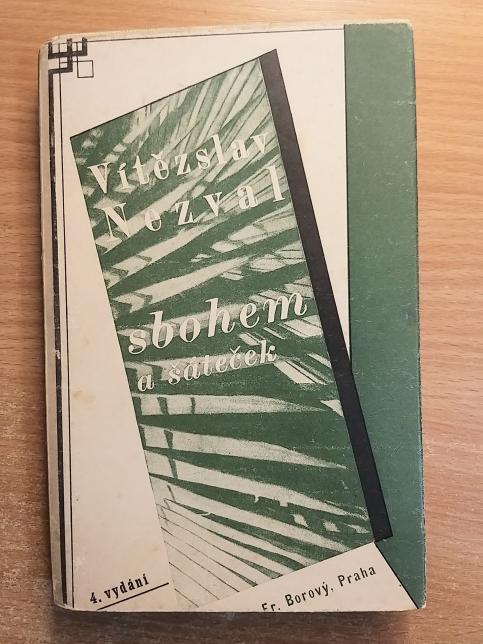 Vítězslav
Nezval
sbohem
a šáteček
4. vydání
Fr. Borový, Praha